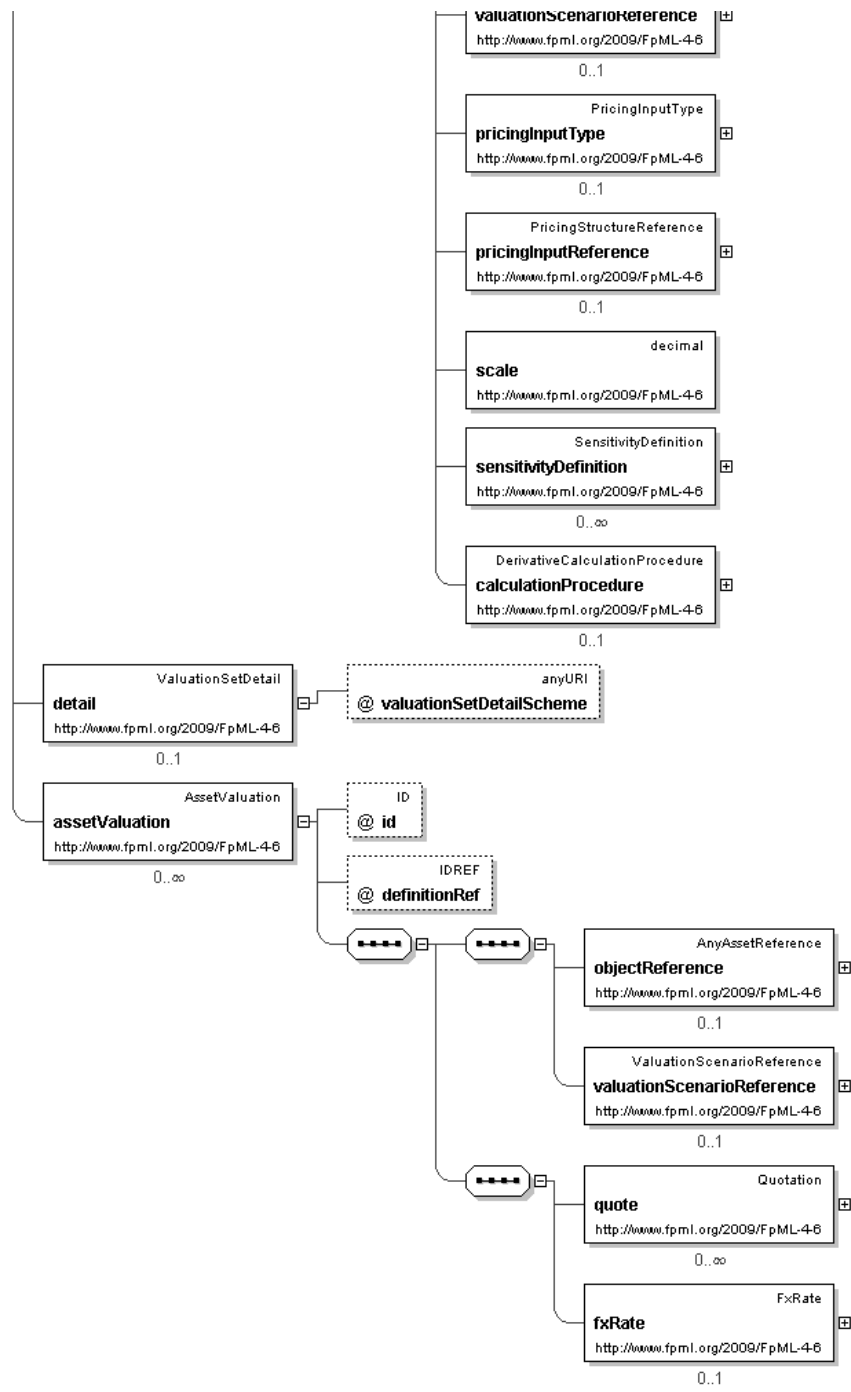 valuationScenarioReference
http://www.fpml.org/2009/FpML-4-6
0..1
PricingInputType
pricingInputType
http://www.fpml.org/2009/FpML-4-6
0..1
PricingStructureReference
pricingInputReference
http://www.fpml.org/2009/FpML-4-6
0..1
decimal
scale
http://www.fpml.org/2009/FpML-4-6
SensitivityDefinition
sensitivityDefinition
http://www.fpml.org/2009/FpML-4-6
0..∞
DerivativeCalculationProcedure
calculationProcedure
http://www.fpml.org/2009/FpML-4-6
0..1
ValuationSetDetail
detail
http://www.fpml.org/2009/FpML-4-6
0..1
anyURI
@ valuationSetDetailScheme
AssetValuation
assetValuation
http://www.fpml.org/2009/FpML-4-6
0..∞
ID
@ id
IDREF
@ definitionRef
AnyAssetReference
objectReference
http://www.fpml.org/2009/FpML-4-6
0..1
ValuationScenarioReference
valuationScenarioReference
http://www.fpml.org/2009/FpML-4-6
0..1
Quotation
quote
http://www.fpml.org/2009/FpML-4-6
0..∞
FxRate
fxRate
http://www.fpml.org/2009/FpML-4-6
0..1